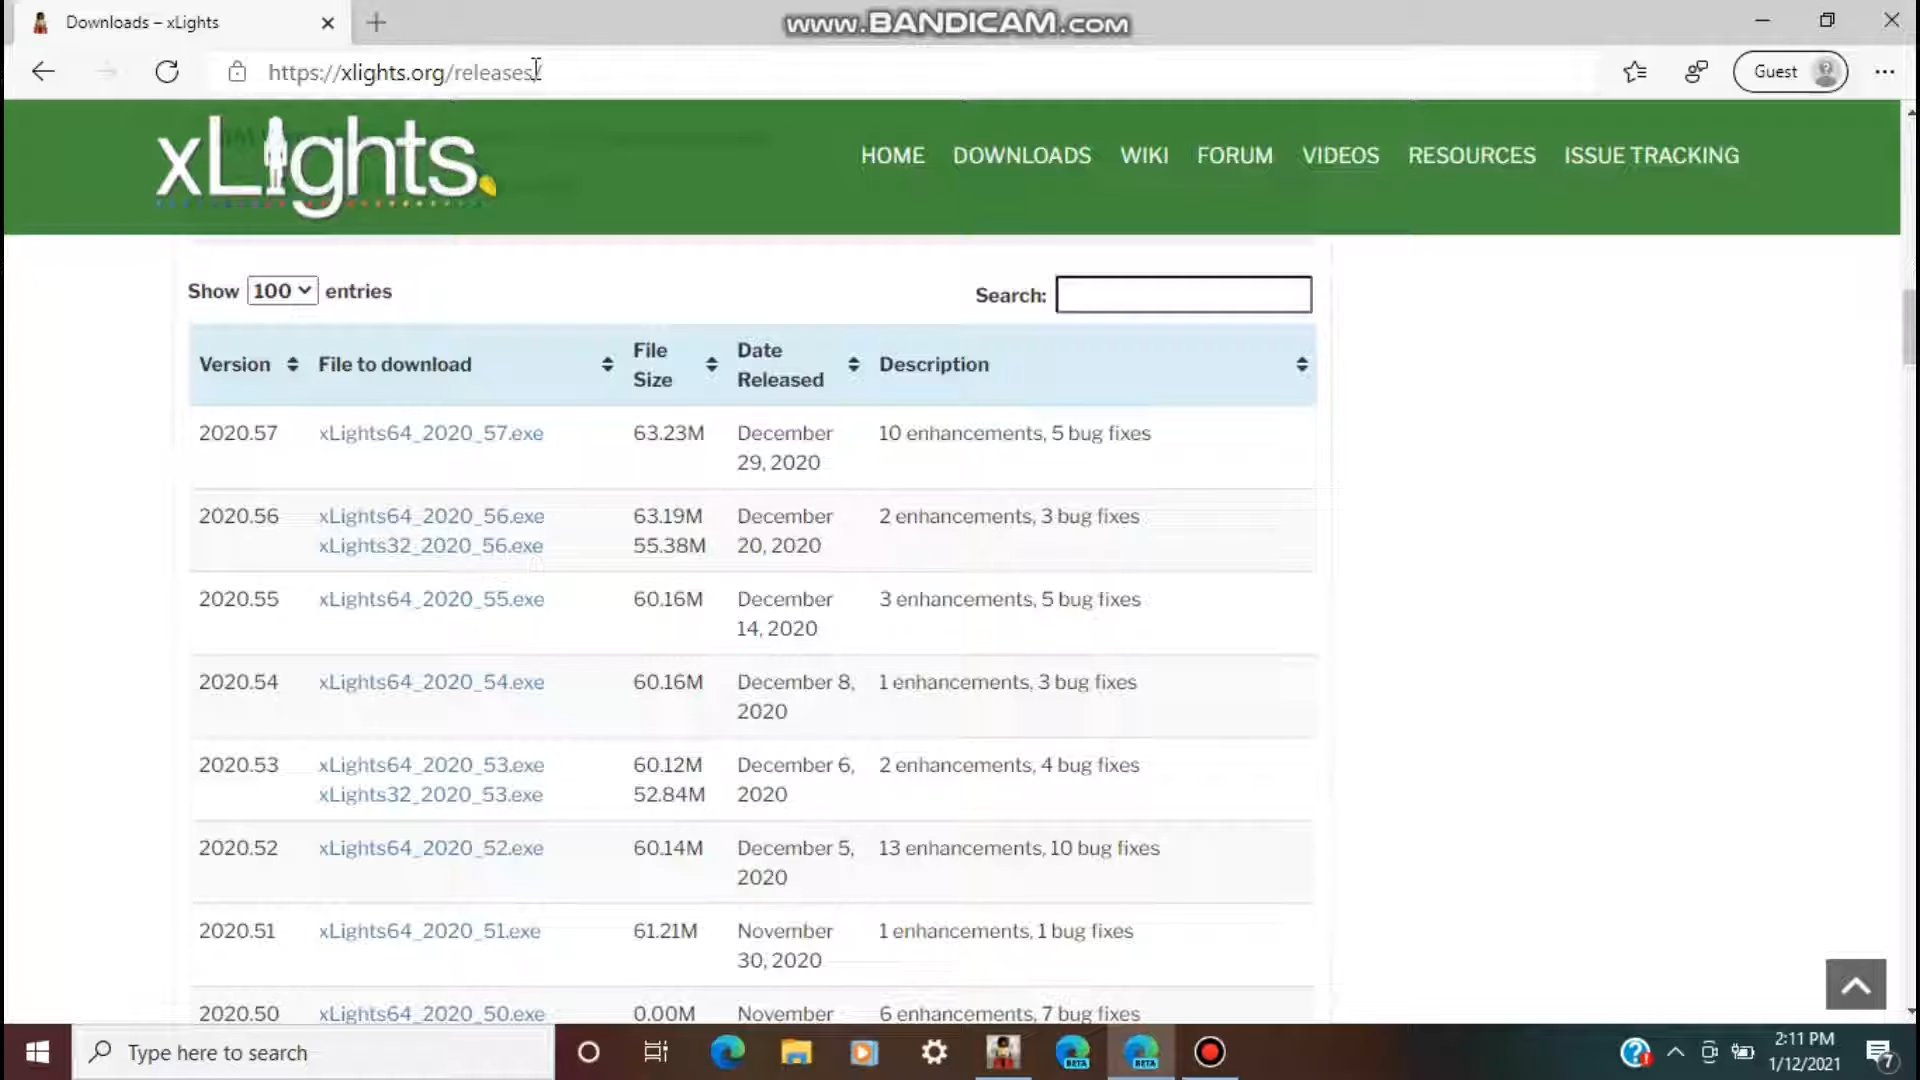 Downloads – xLights
www.BANDICAM.com
https://xlights.org/releases/
Guest
xLights
HOME DOWNLOADS WIKI FORUM VIDEOS RESOURCES ISSUE TRACKING
Show 100 entries
Search:
Version File to download File Size Date Released Description
2020.57 xLights64_2020_57.exe 63.23M December 29, 2020 10 enhancements, 5 bug fixes
2020.56 xLights64_2020_56.exe 63.19M December 20, 2020 2 enhancements, 3 bug fixes
xLights32_2020_56.exe 55.38M
2020.55 xLights64_2020_55.exe 60.16M December 14, 2020 3 enhancements, 5 bug fixes
2020.54 xLights64_2020_54.exe 60.16M December 8, 2020 1 enhancements, 3 bug fixes
2020.53 xLights64_2020_53.exe 60.12M December 6, 2020 2 enhancements, 4 bug fixes
xLights32_2020_53.exe 52.84M
2020.52 xLights64_2020_52.exe 60.14M December 5, 2020 13 enhancements, 10 bug fixes
2020.51 xLights64_2020_51.exe 61.21M November 30, 2020 1 enhancements, 1 bug fixes
2020.50 xLights64_2020_50.exe 0.00M November 6 enhancements, 7 bug fixes
Type here to search
BETA
BETA
2:11 PM
1/12/2021
7